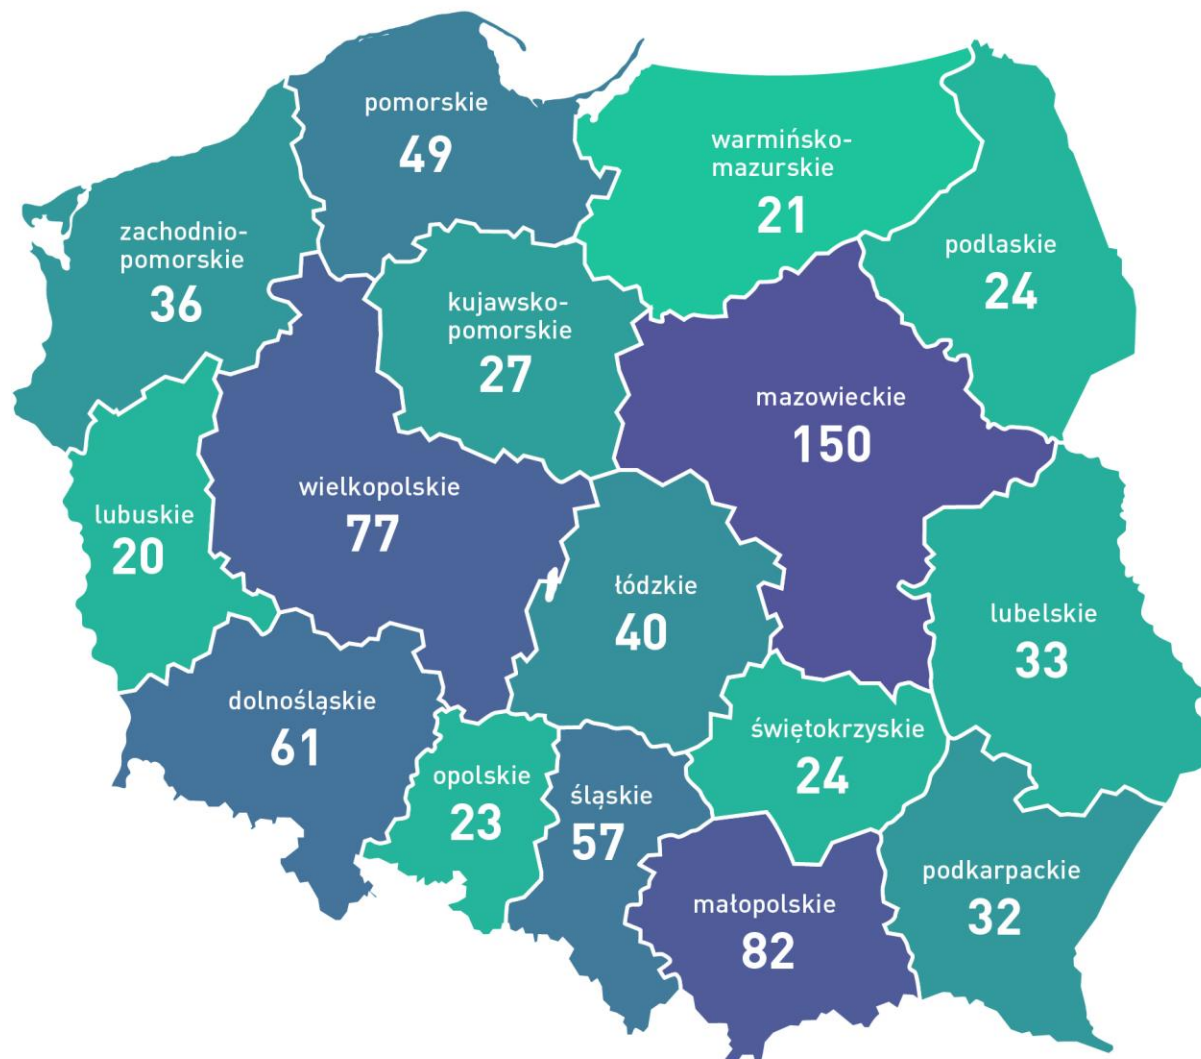 pomorskie
49
warmińsko-
mazurskie
21
zachodnio-
pomorskie
36
podlaskie
24
kujawsko-
pomorskie
27
mazowieckie
150
wielkopolskie
77
lubuskie
20
łódzkie
40
lubelskie
33
dolnośląskie
61
świętokrzyskie
24
opolskie
23
śląskie
57
podkarpackie
32
małopolskie
82